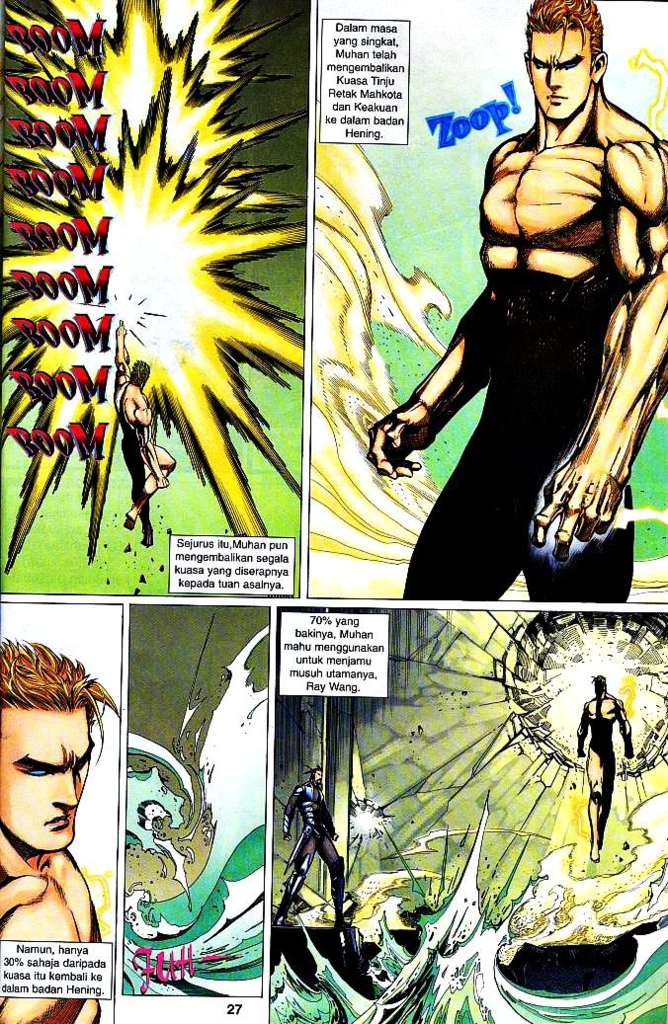 BOOM
BOOM
BOOM
BOOM
BOOM
BOOM
BOOM
BOOM
BOOM
Sejurus itu,Muhan pun
mengembalikan segala
kuasa yang diserapnya
kepada tuan asalnya.
Dalam masa
yang singkat,
Muhan telah
mengembalikan
Kuasa Tinju
Retak Mahkota
dan Keakuan
ke dalam badan
Hening.
Zoop!
Namun, hanya
30% sahaja daripada
kuasa itu kembali ke
dalam badan Hening.
FUH—
70% yang
bakinya, Muhan
mahu menggunakan
untuk menjamu
musuh utamanya,
Ray Wang.
27